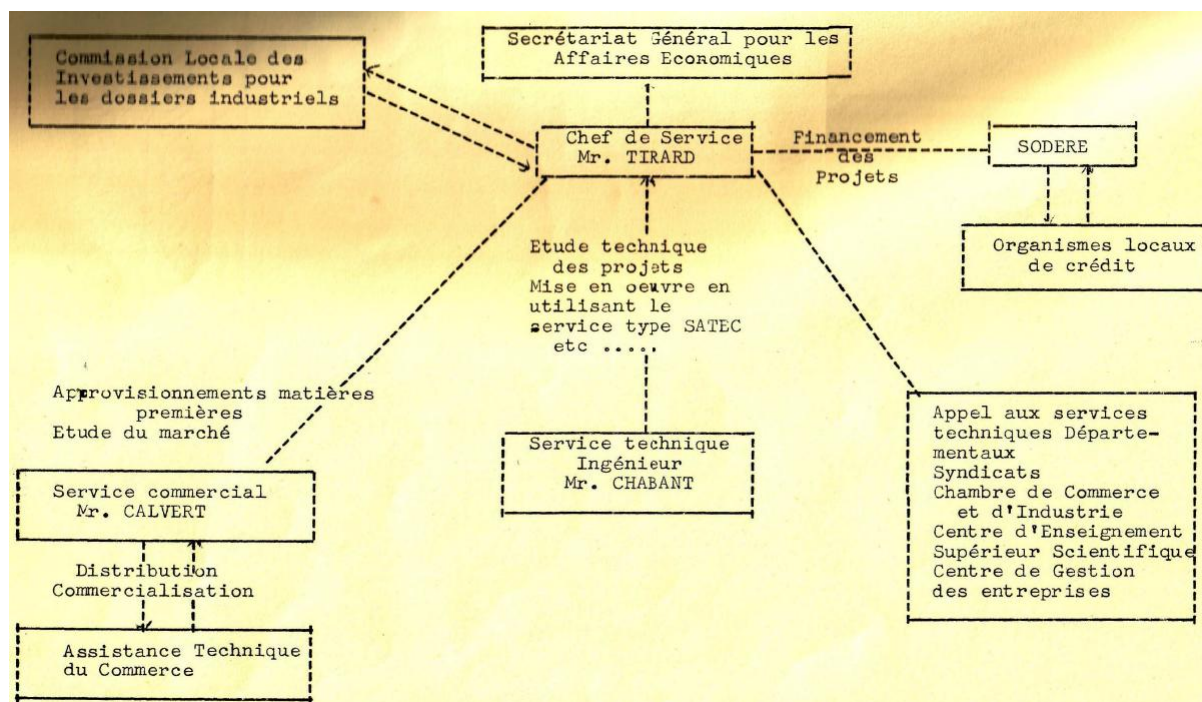 Commission Locale des
Investissements pour
les dossiers industriels
Secrétariat Général pour les
Affaires Economiques
Chef de Service
Mr. TIRARD
Financement
des
Projets
SODERE
Organismes locaux
de crédit
Etude technique
des projets
Mise en oeuvre en
utilisant le
service type SATEC
etc .....
Approvisionnements matières
premières
Etude du marché
Service commercial
Mr. CALVERT
Service technique
Ingénieur
Mr. CHABANT
Appel aux services
techniques Départe-
mentaux
Syndicats
Chambre de Commerce
et d'Industrie
Centre d'Enseignement
Supérieur Scientifique
Centre de Gestion
des entreprises
Distribution
Commercialisation
Assistance Technique
du Commerce